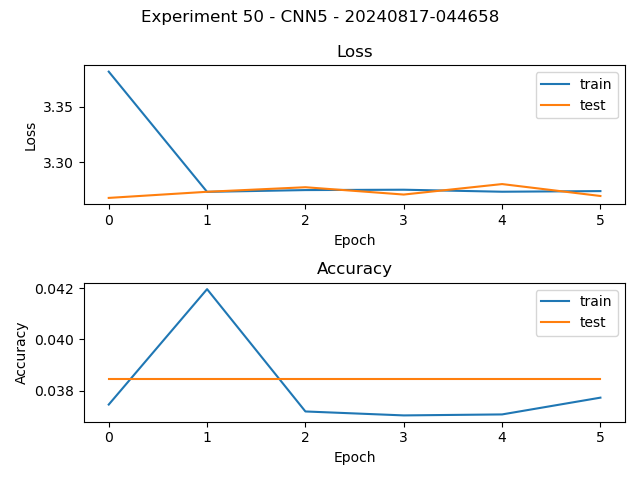 Experiment 50 - CNN5 - 20240817-044658
Loss
3.35
3.30
Loss
train
test
0 1 2 3 4 5
Epoch
Accuracy
0.042
0.040
0.038
Accuracy
train
test
0 1 2 3 4 5
Epoch